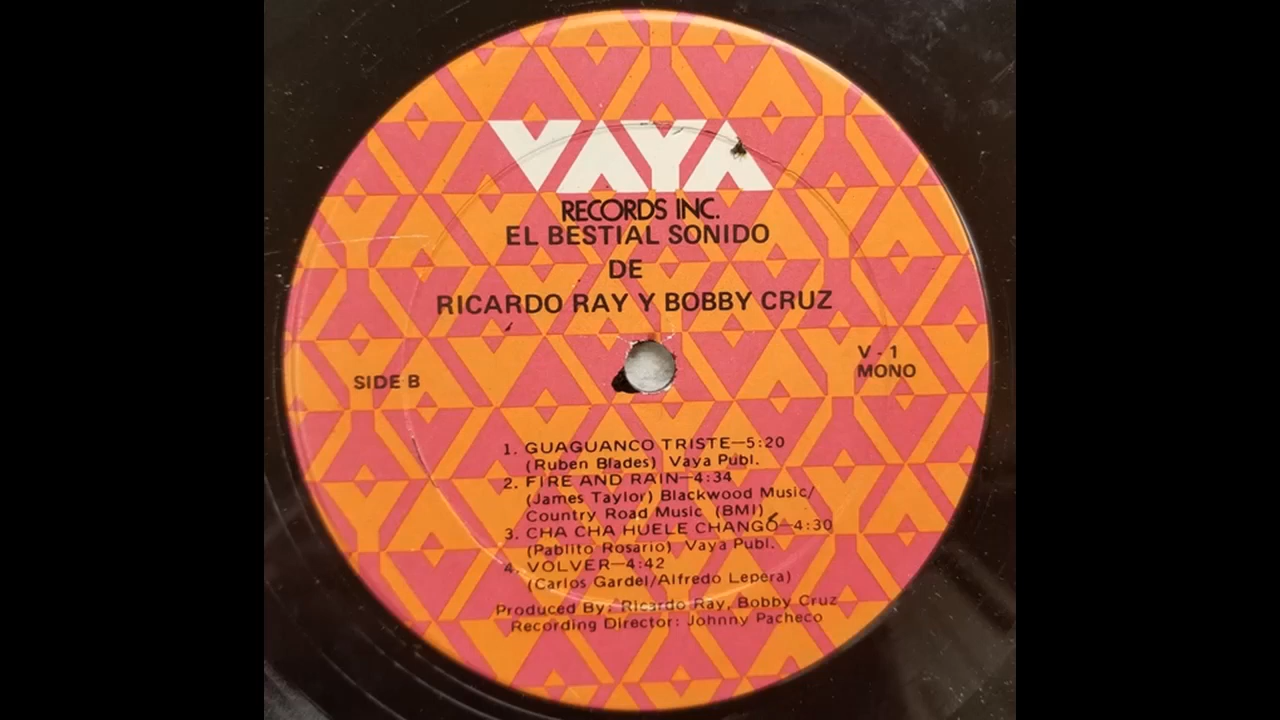 VAYA
RECORDS INC.
EL BESTIAL SONIDO
DE
RICARDO RAY Y BOBBY CRUZ
SIDE B
V - 1
MONO
1. GUAGUANCO TRISTE—5:20
(Ruben Blades) Vaya Publ.
2. FIRE AND RAIN—4:34
(James Taylor) Blackwood Music/
Country Road Music (BMI)
3. CHA CHA HUELE CHANGÓ—4:30
(Pablito Rosario) Vaya Publ.
4. VOLVER—4:42
(Carlos Gardel/Alfredo Lepera)
Produced By: Ricardo Ray, Bobby Cruz
Recording Director: Johnny Pacheco